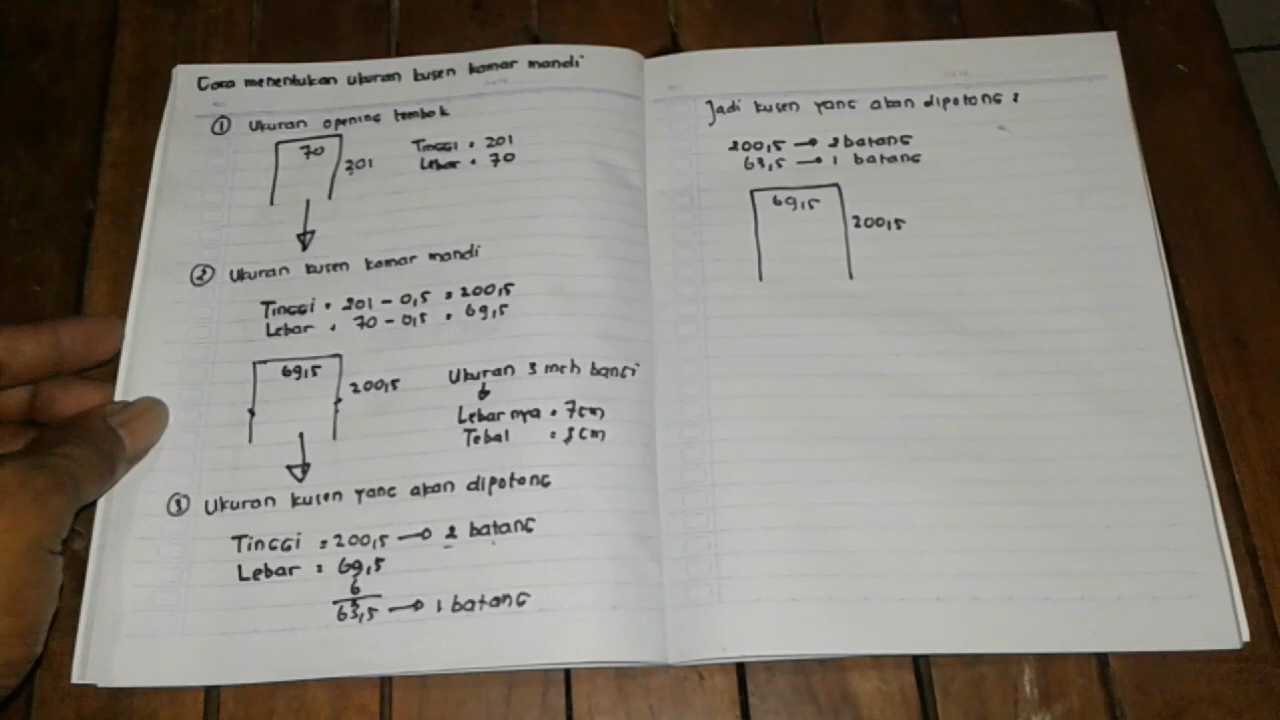 Cara menentukan ukuran kusen kamar mandi
① Ukuran opening tembok
70
201
Tinggi = 201
Lebar = 70
② Ukuran kusen kamar mandi
Tinggi = 201 - 0,5 = 200,5
Lebar = 70 - 0,5 = 69,5
69,5
200,5
Ukuran 3 inch banci
Lebar nya = 7cm
Tebal = 3cm
③ Ukuran kusen yang akan dipotong
Tinggi = 200,5 → 2 batang
Lebar = 69,5
6
63,5 → 1 batang
Jadi kusen yang akan dipotong :
200,5 → 2 batang
63,5 → 1 batang
69,5
200,5